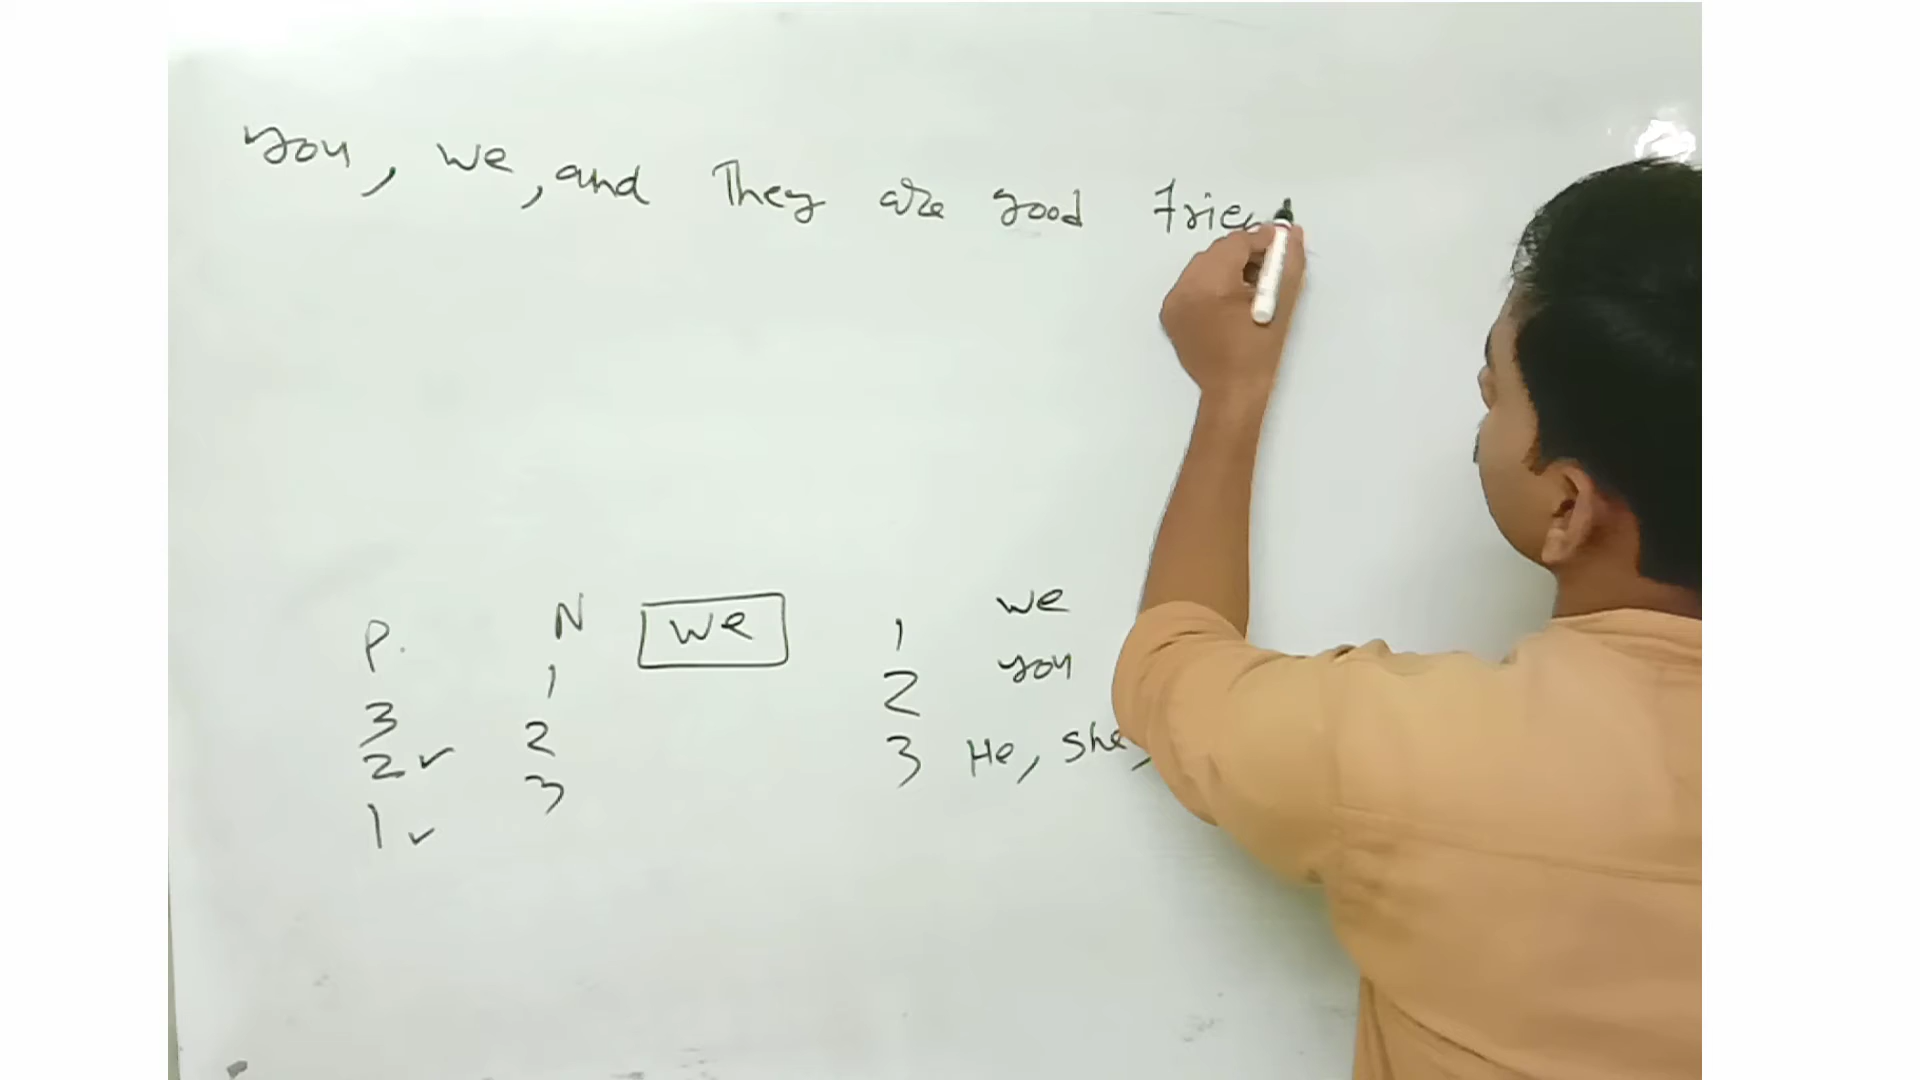 you, we, and They are good Frien
P. N we 1 we
3 1 2 you
2 ✓ 2 3 He, She,
1 ✓ 3